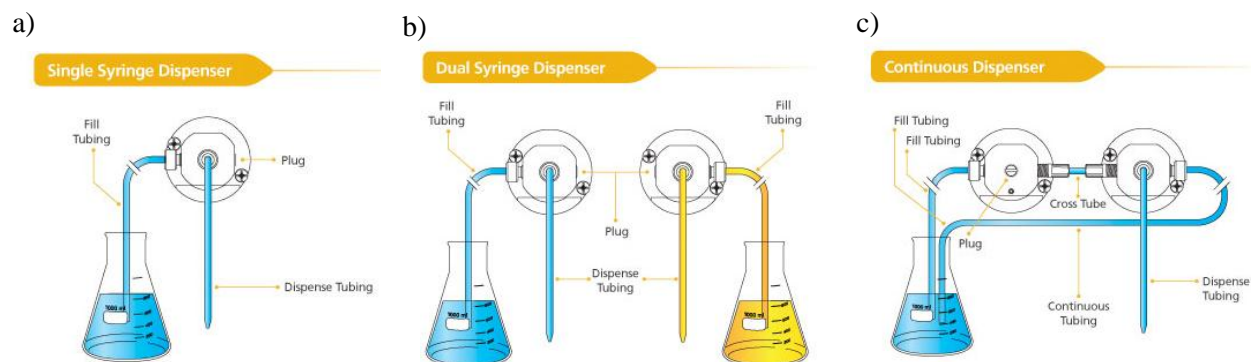 a)
Single Syringe Dispenser
Fill
Tubing
Plug
1000 ml
Dispense Tubing
b)
Dual Syringe Dispenser
Fill
Tubing
Fill
Tubing
Plug
Dispense
Tubing
1000 ml
1000 ml
c)
Continuous Dispenser
Fill Tubing
Fill Tubing
Cross Tube
Plug
1000 ml
Continuous
Tubing
Dispense
Tubing